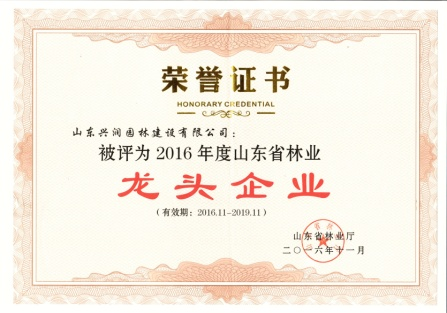 荣誉证书
HONORARY CREDENTIAL
山东兴润园林建设有限公司：
被评为2016年度山东省林业
龙头企业
（有效期：2016.11-2019.11）
山东省林业厅
二〇一六年十一月